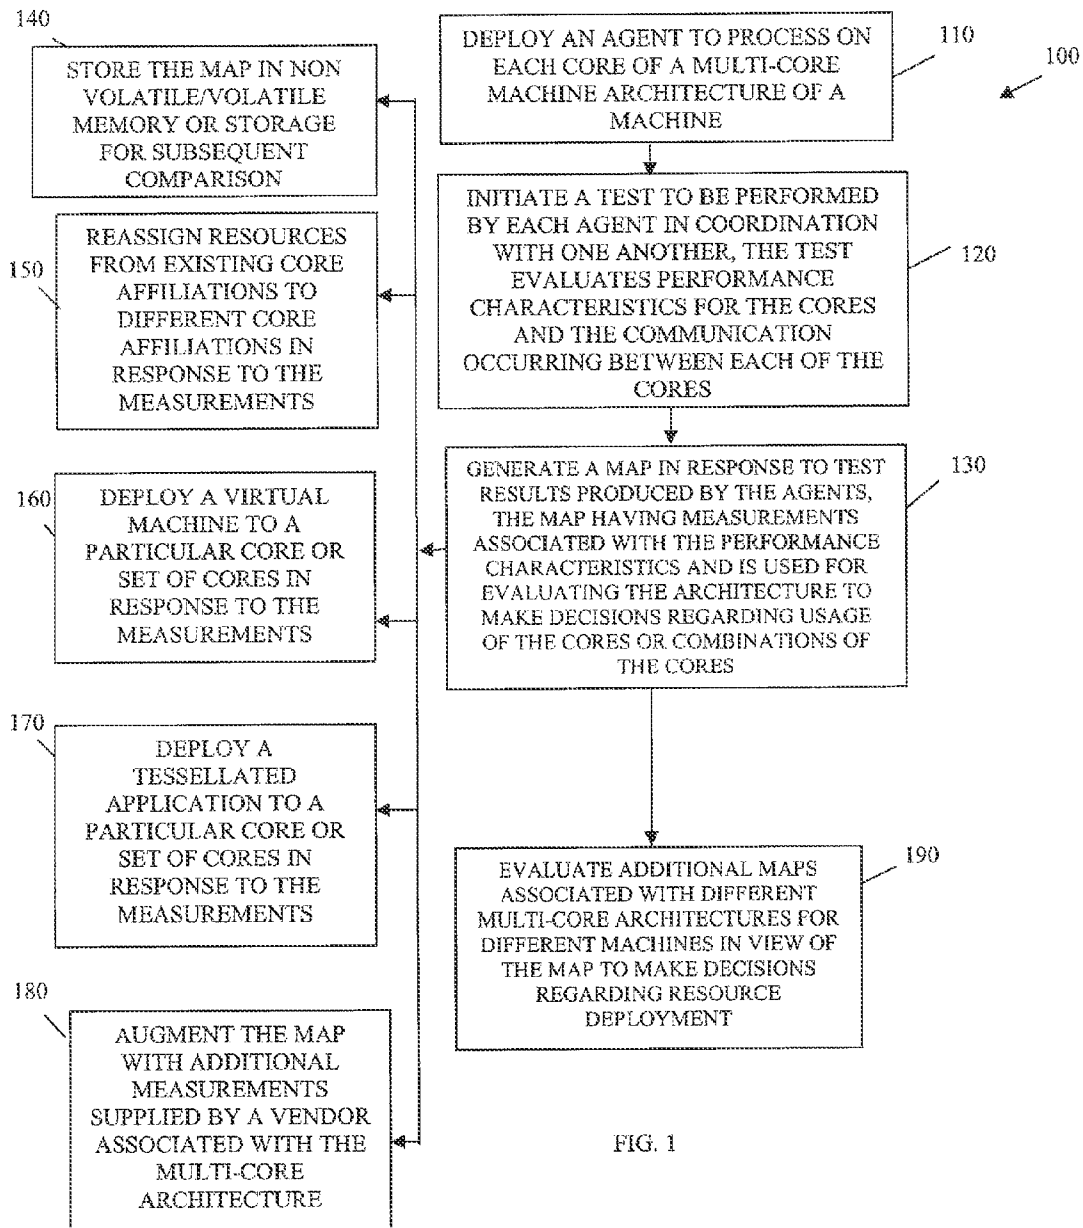 100
110
DEPLOY AN AGENT TO PROCESS ON
EACH CORE OF A MULTI-CORE
MACHINE ARCHITECTURE OF A
MACHINE
120
INITIATE A TEST TO BE PERFORMED
BY EACH AGENT IN COORDINATION
WITH ONE ANOTHER, THE TEST
EVALUATES PERFORMANCE
CHARACTERISTICS FOR THE CORES
AND THE COMMUNICATION
OCCURRING BETWEEN EACH OF THE
CORES
130
GENERATE A MAP IN RESPONSE TO TEST
RESULTS PRODUCED BY THE AGENTS,
THE MAP HAVING MEASUREMENTS
ASSOCIATED WITH THE PERFORMANCE
CHARACTERISTICS AND IS USED FOR
EVALUATING THE ARCHITECTURE TO
MAKE DECISIONS REGARDING USAGE
OF THE CORES OR COMBINATIONS OF
THE CORES
140
STORE THE MAP IN NON
VOLATILE/VOLATILE
MEMORY OR STORAGE
FOR SUBSEQUENT
COMPARISON
150
REASSIGN RESOURCES
FROM EXISTING CORE
AFFILIATIONS TO
DIFFERENT CORE
AFFILIATIONS IN
RESPONSE TO THE
MEASUREMENTS
160
DEPLOY A VIRTUAL
MACHINE TO A
PARTICULAR CORE OR
SET OF CORES IN
RESPONSE TO THE
MEASUREMENTS
170
DEPLOY A
TESSELLATED
APPLICATION TO A
PARTICULAR CORE OR
SET OF CORES IN
RESPONSE TO THE
MEASUREMENTS
180
AUGMENT THE MAP
WITH ADDITIONAL
MEASUREMENTS
SUPPLIED BY A VENDOR
ASSOCIATED WITH THE
MULTI-CORE
ARCHITECTURE
190
EVALUATE ADDITIONAL MAPS
ASSOCIATED WITH DIFFERENT
MULTI-CORE ARCHITECTURES FOR
DIFFERENT MACHINES IN VIEW OF
THE MAP TO MAKE DECISIONS
REGARDING RESOURCE
DEPLOYMENT
FIG. 1